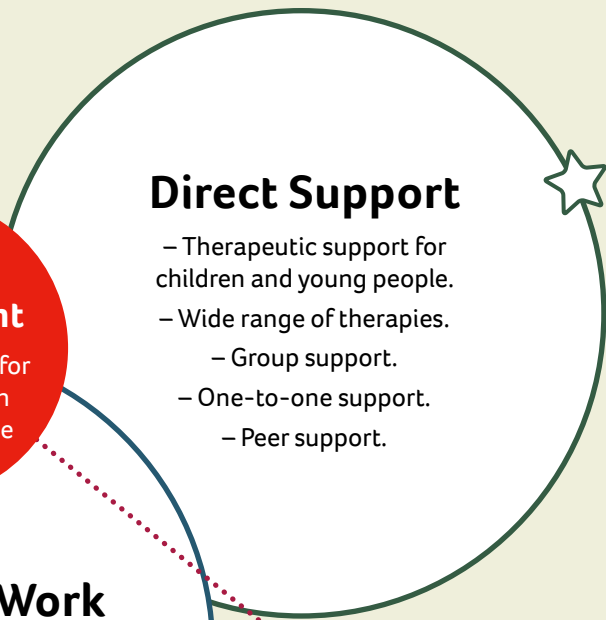 Direct Support
– Therapeutic support for
children and young people.
– Wide range of therapies.
– Group support.
– One-to-one support.
– Peer support.
nt
for
n
e
Work